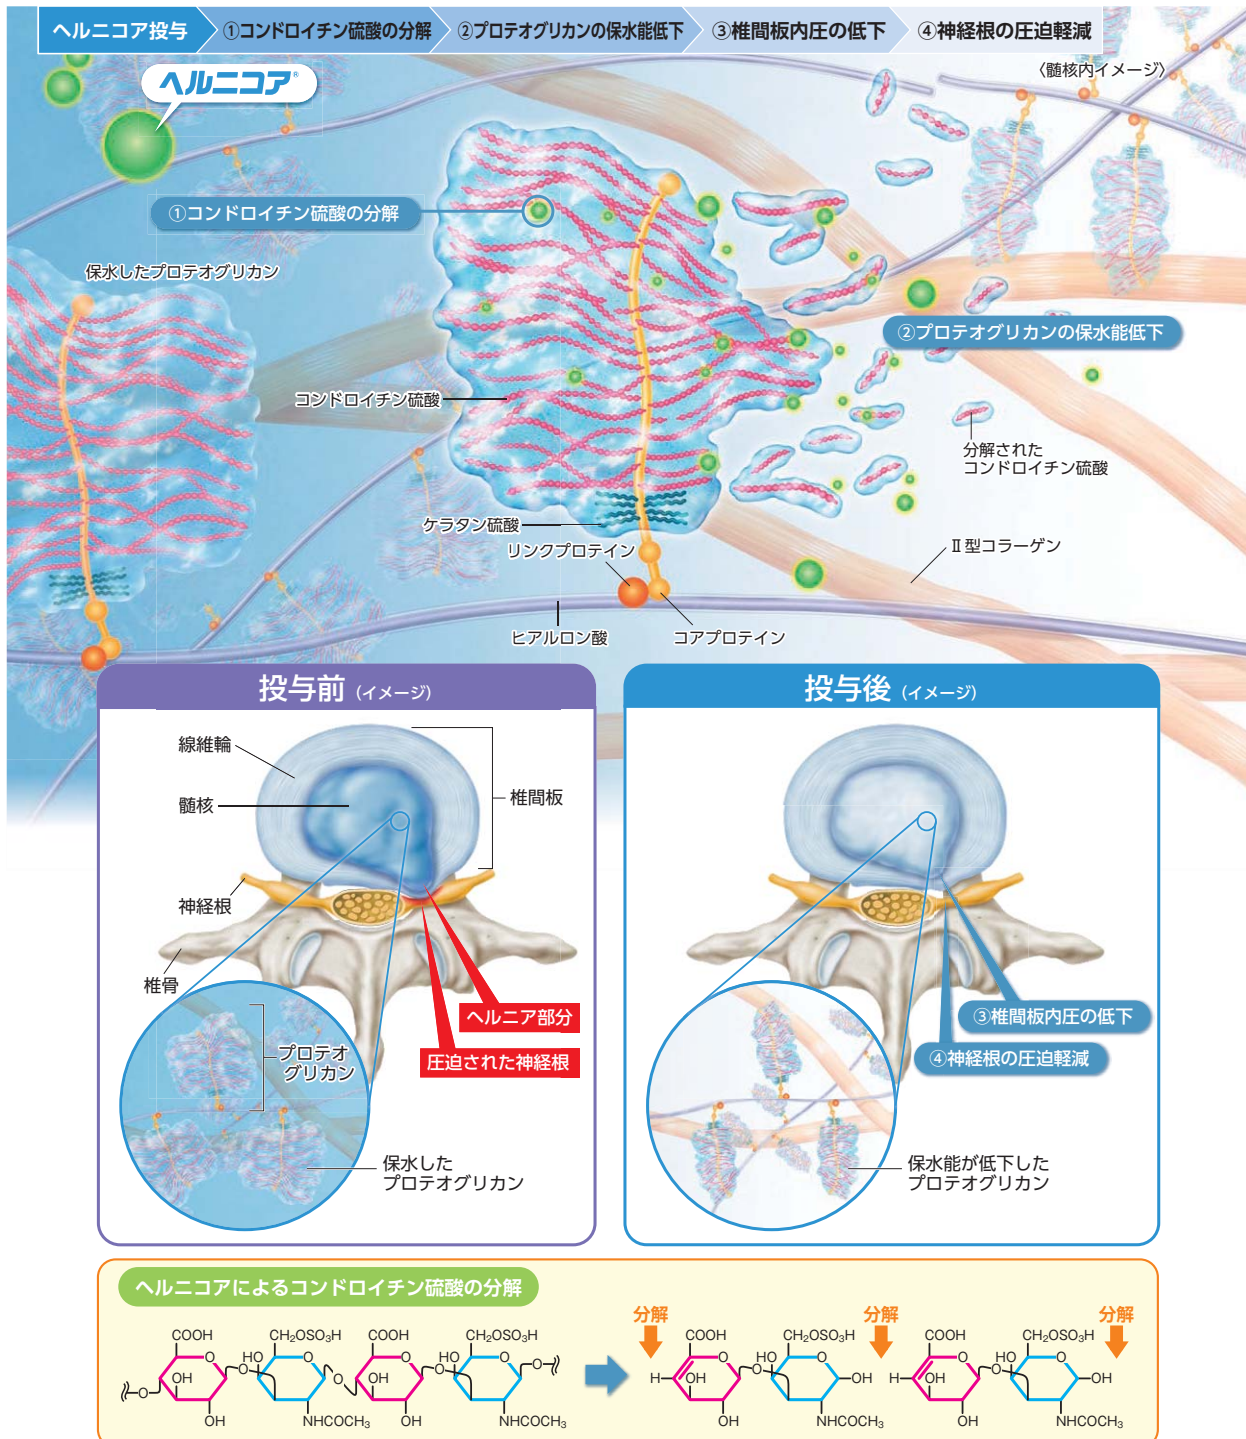 ヘルニコア投与
①コンドロイチン硫酸の分解
②プロテオグリカンの保水能低下
③椎間板内圧の低下
④神経根の圧迫軽減
〈髄核内イメージ〉
ヘルニコア®
①コンドロイチン硫酸の分解
保水したプロテオグリカン
②プロテオグリカンの保水能低下
コンドロイチン硫酸
分解された
コンドロイチン硫酸
ケラタン硫酸
リンクプロテイン
Ⅱ型コラーゲン
ヒアルロン酸
コアプロテイン
投与前（イメージ）
線維輪
髄核
椎間板
神経根
椎骨
ヘルニア部分
圧迫された神経根
プロテオ
グリカン
保水した
プロテオグリカン
投与後（イメージ）
③椎間板内圧の低下
④神経根の圧迫軽減
保水能が低下した
プロテオグリカン
ヘルニコアによるコンドロイチン硫酸の分解
分解 分解 分解
COOH CH₂OSO₃H COOH CH₂OSO₃H COOH CH₂OSO₃H COOH CH₂OSO₃H
O HO O O HO O O HO O O HO O
O OH O O OH O O H OH O OH H OH O OH
OH NHCOCH₃ OH NHCOCH₃ OH NHCOCH₃ OH NHCOCH₃